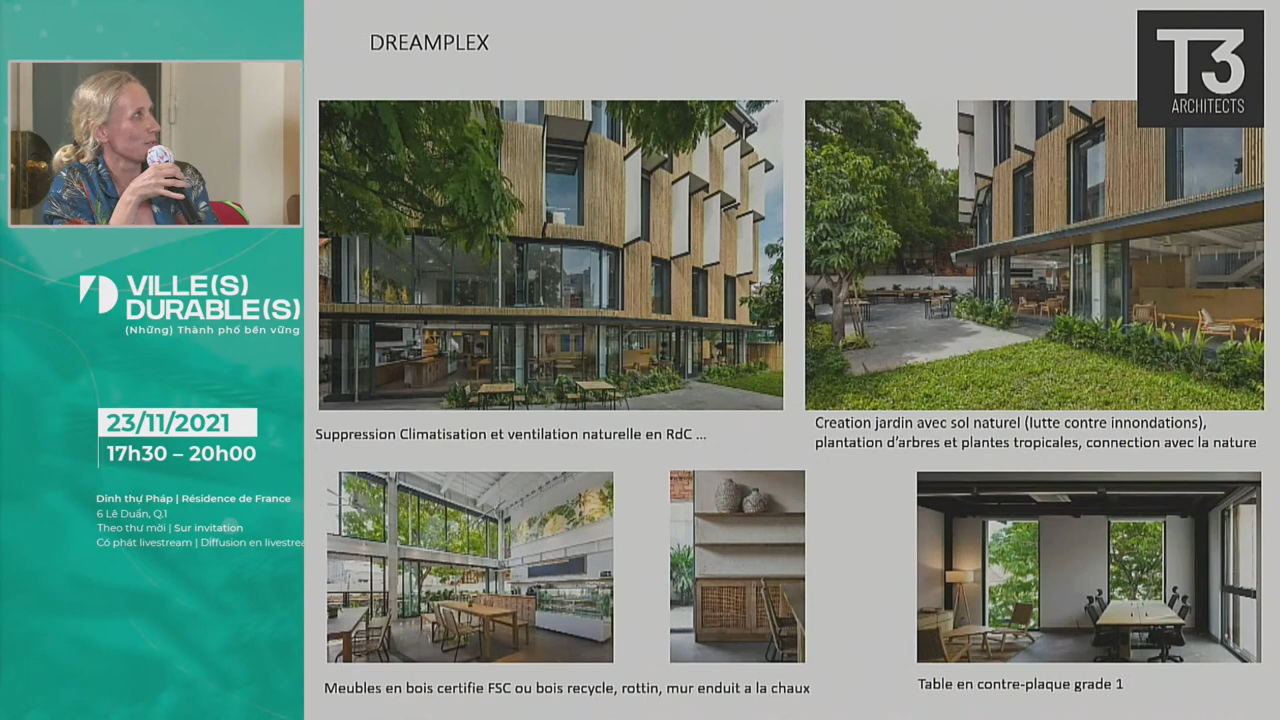 DREAMPLEX
T3
ARCHITECTS
VILLE(S)
DURABLE(S)
(Những) Thành phố bền vững
23/11/2021
17h30 – 20h00
Dinh thự Pháp | Résidence de France
6 Lê Duẩn, Q.1
Theo thư mời | Sur invitation
Có phát livestream | Diffusion en livestrea
Suppression Climatisation et ventilation naturelle en RdC ...
Creation jardin avec sol naturel (lutte contre innondations),
plantation d'arbres et plantes tropicales, connection avec la nature
Meubles en bois certifie FSC ou bois recycle, rottin, mur enduit a la chaux
Table en contre-plaque grade 1